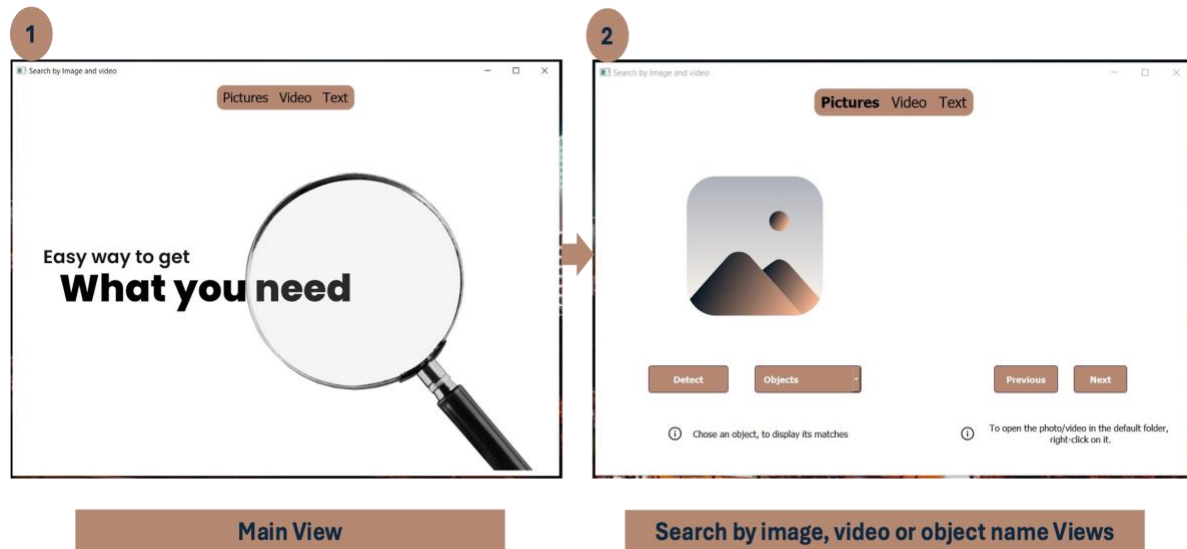 1
Search by Image and video
Pictures Video Text
Easy way to get
What you need
Main View
2
Search by Image and video
Pictures Video Text
Detect
Objects
Previous
Next
Chose an object, to display its matches
To open the photo/video in the default folder,
right-click on it.
Search by image, video or object name Views